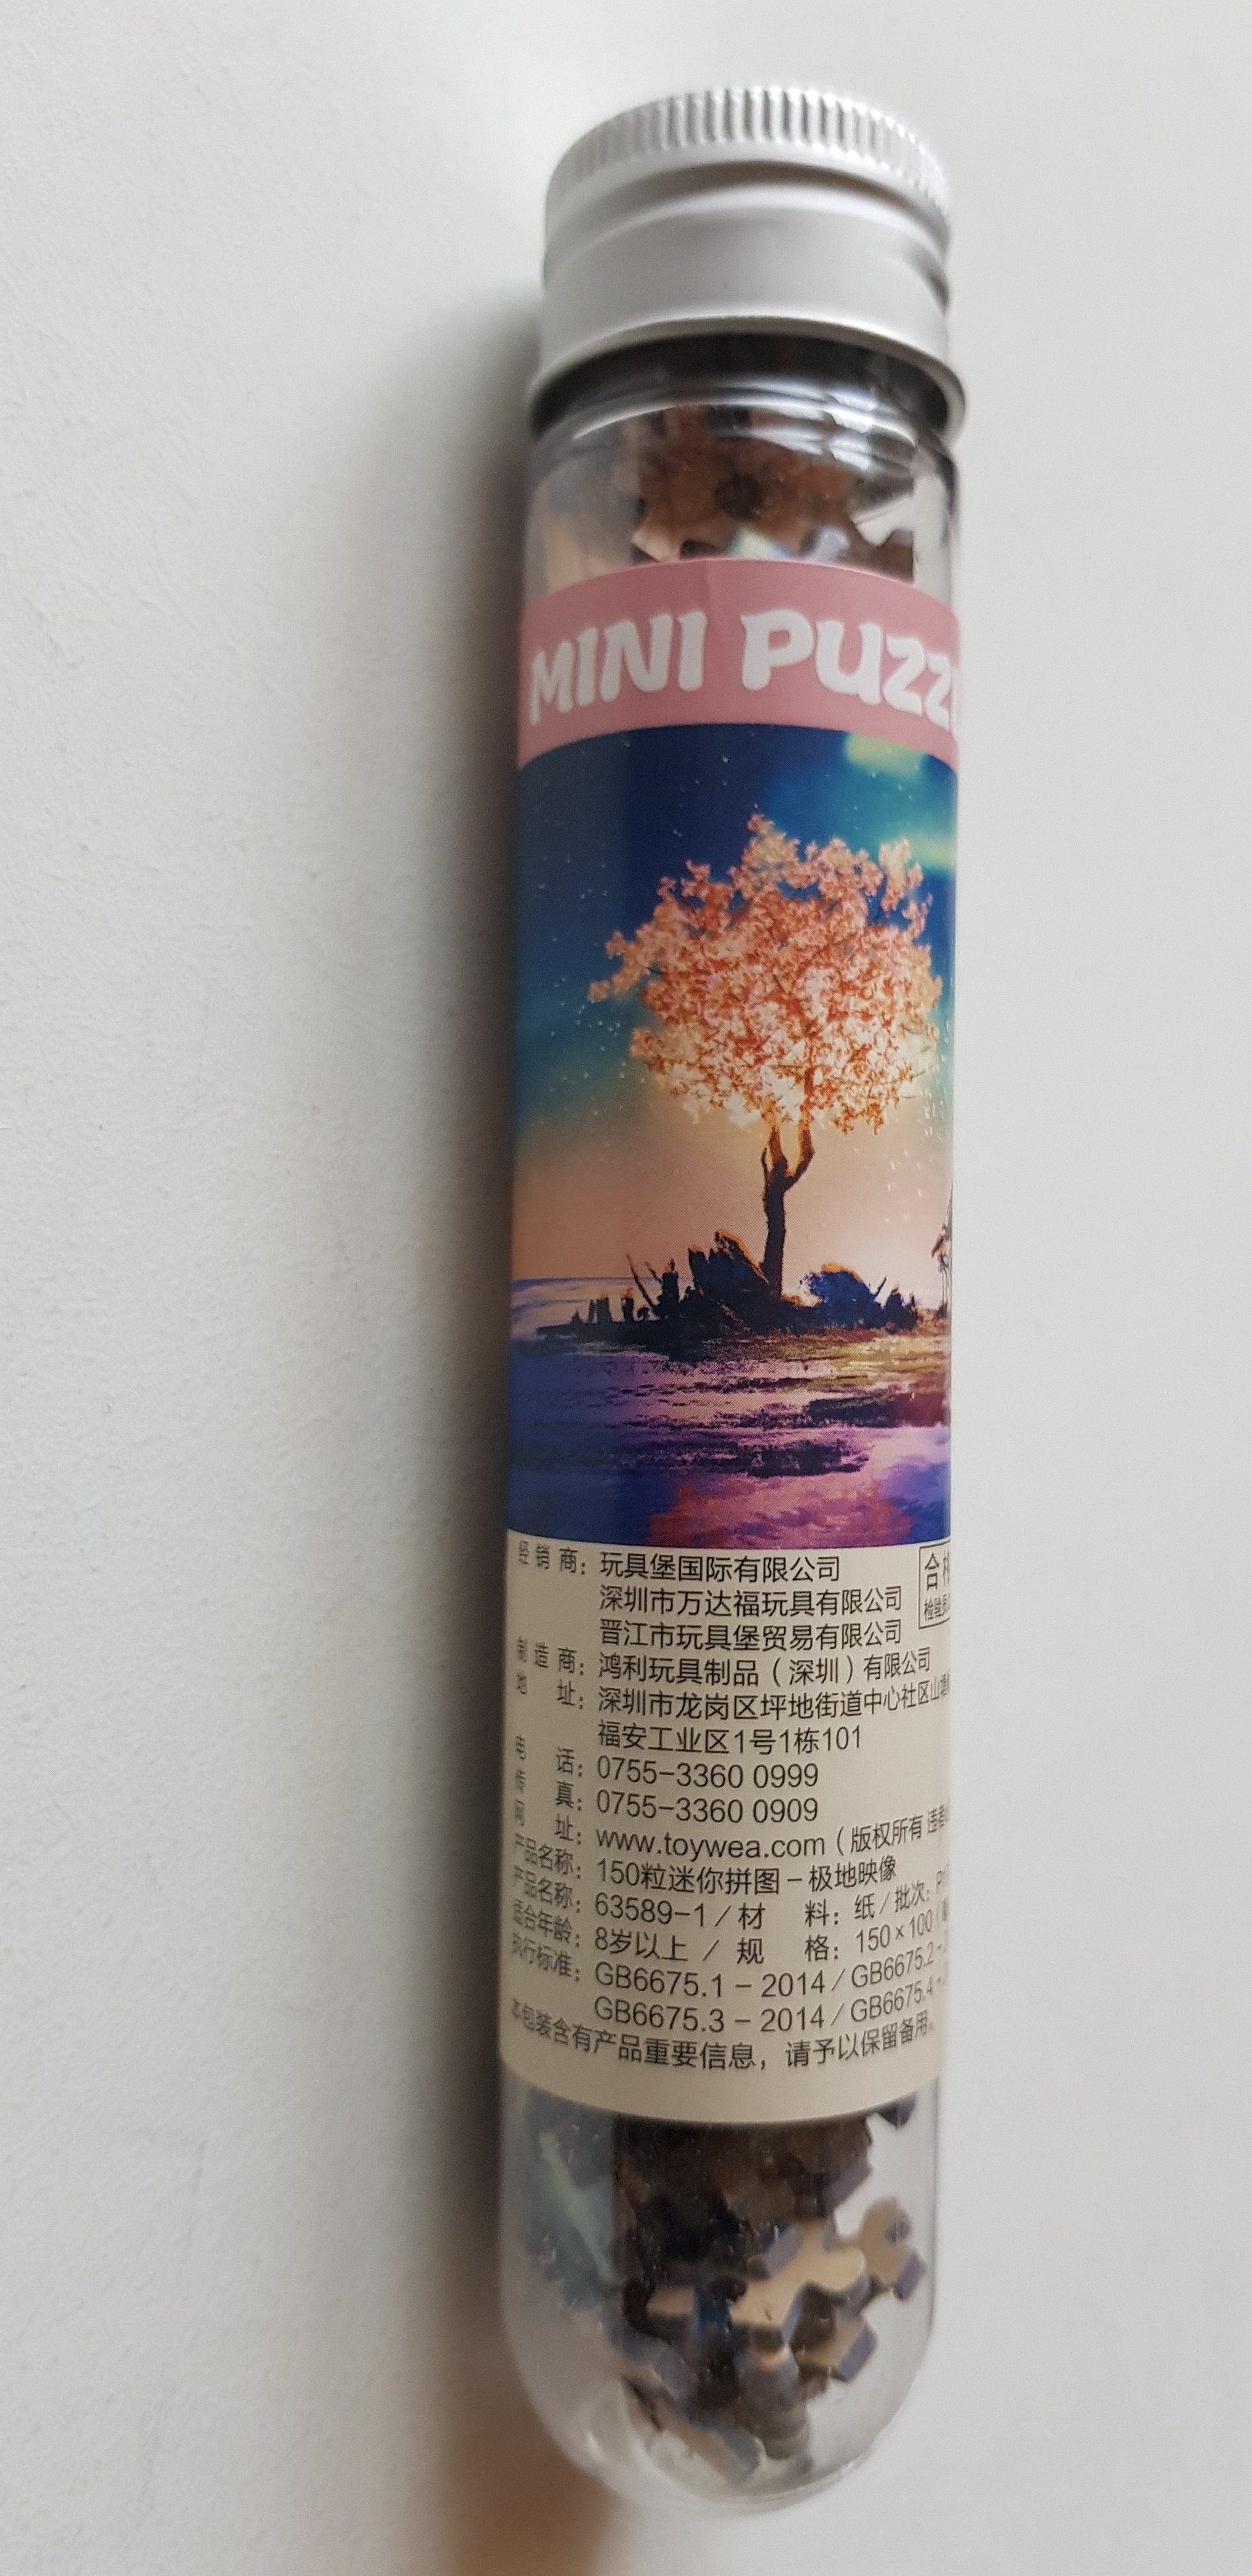 MINI PUZZ
经销商：玩具堡国际有限公司
深圳市万达福玩具有限公司
晋江市玩具堡贸易有限公司
制造商：鸿利玩具制品（深圳）有限公司
地址：深圳市龙岗区坪地街道中心社区山塘
福安工业区1号1栋101
电话：0755-3360 0999
传真：0755-3360 0909
网址：www.toywea.com（版权所有 违者
产品名称：150粒迷你拼图-极地映像
产品名称：63589-1/材料：纸/批次：
适合年龄：8岁以上 / 规格：150×100
执行标准：GB6675.1-2014/GB6675.2-
GB6675.3-2014/GB6675.4-
本包装含有产品重要信息，请予以保留备用。
合格
检验员